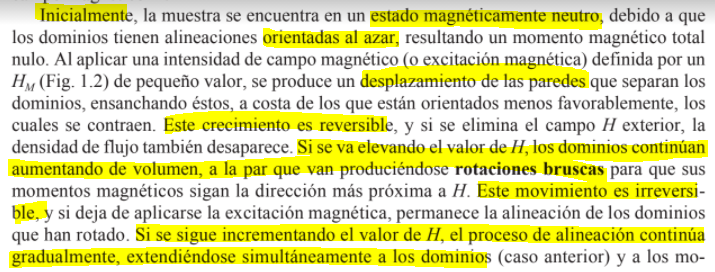 Inicialmente, la muestra se encuentra en un estado magnéticamente neutro, debido a que
los dominios tienen alineaciones orientadas al azar, resultando un momento magnético total
nulo. Al aplicar una intensidad de campo magnético (o excitación magnética) definida por un
H_M (Fig. 1.2) de pequeño valor, se produce un desplazamiento de las paredes que separan los
dominios, ensanchando éstos, a costa de los que están orientados menos favorablemente, los
cuales se contraen. Este crecimiento es reversible, y si se elimina el campo H exterior, la
densidad de flujo también desaparece. Si se va elevando el valor de H, los dominios continúan
aumentando de volumen, a la par que van produciéndose rotaciones bruscas para que sus
momentos magnéticos sigan la dirección más próxima a H. Este movimiento es irreversi-
ble, y si deja de aplicarse la excitación magnética, permanece la alineación de los dominios
que han rotado. Si se sigue incrementando el valor de H, el proceso de alineación continúa
gradualmente, extendiéndose simultáneamente a los dominios (caso anterior) y a los mo-